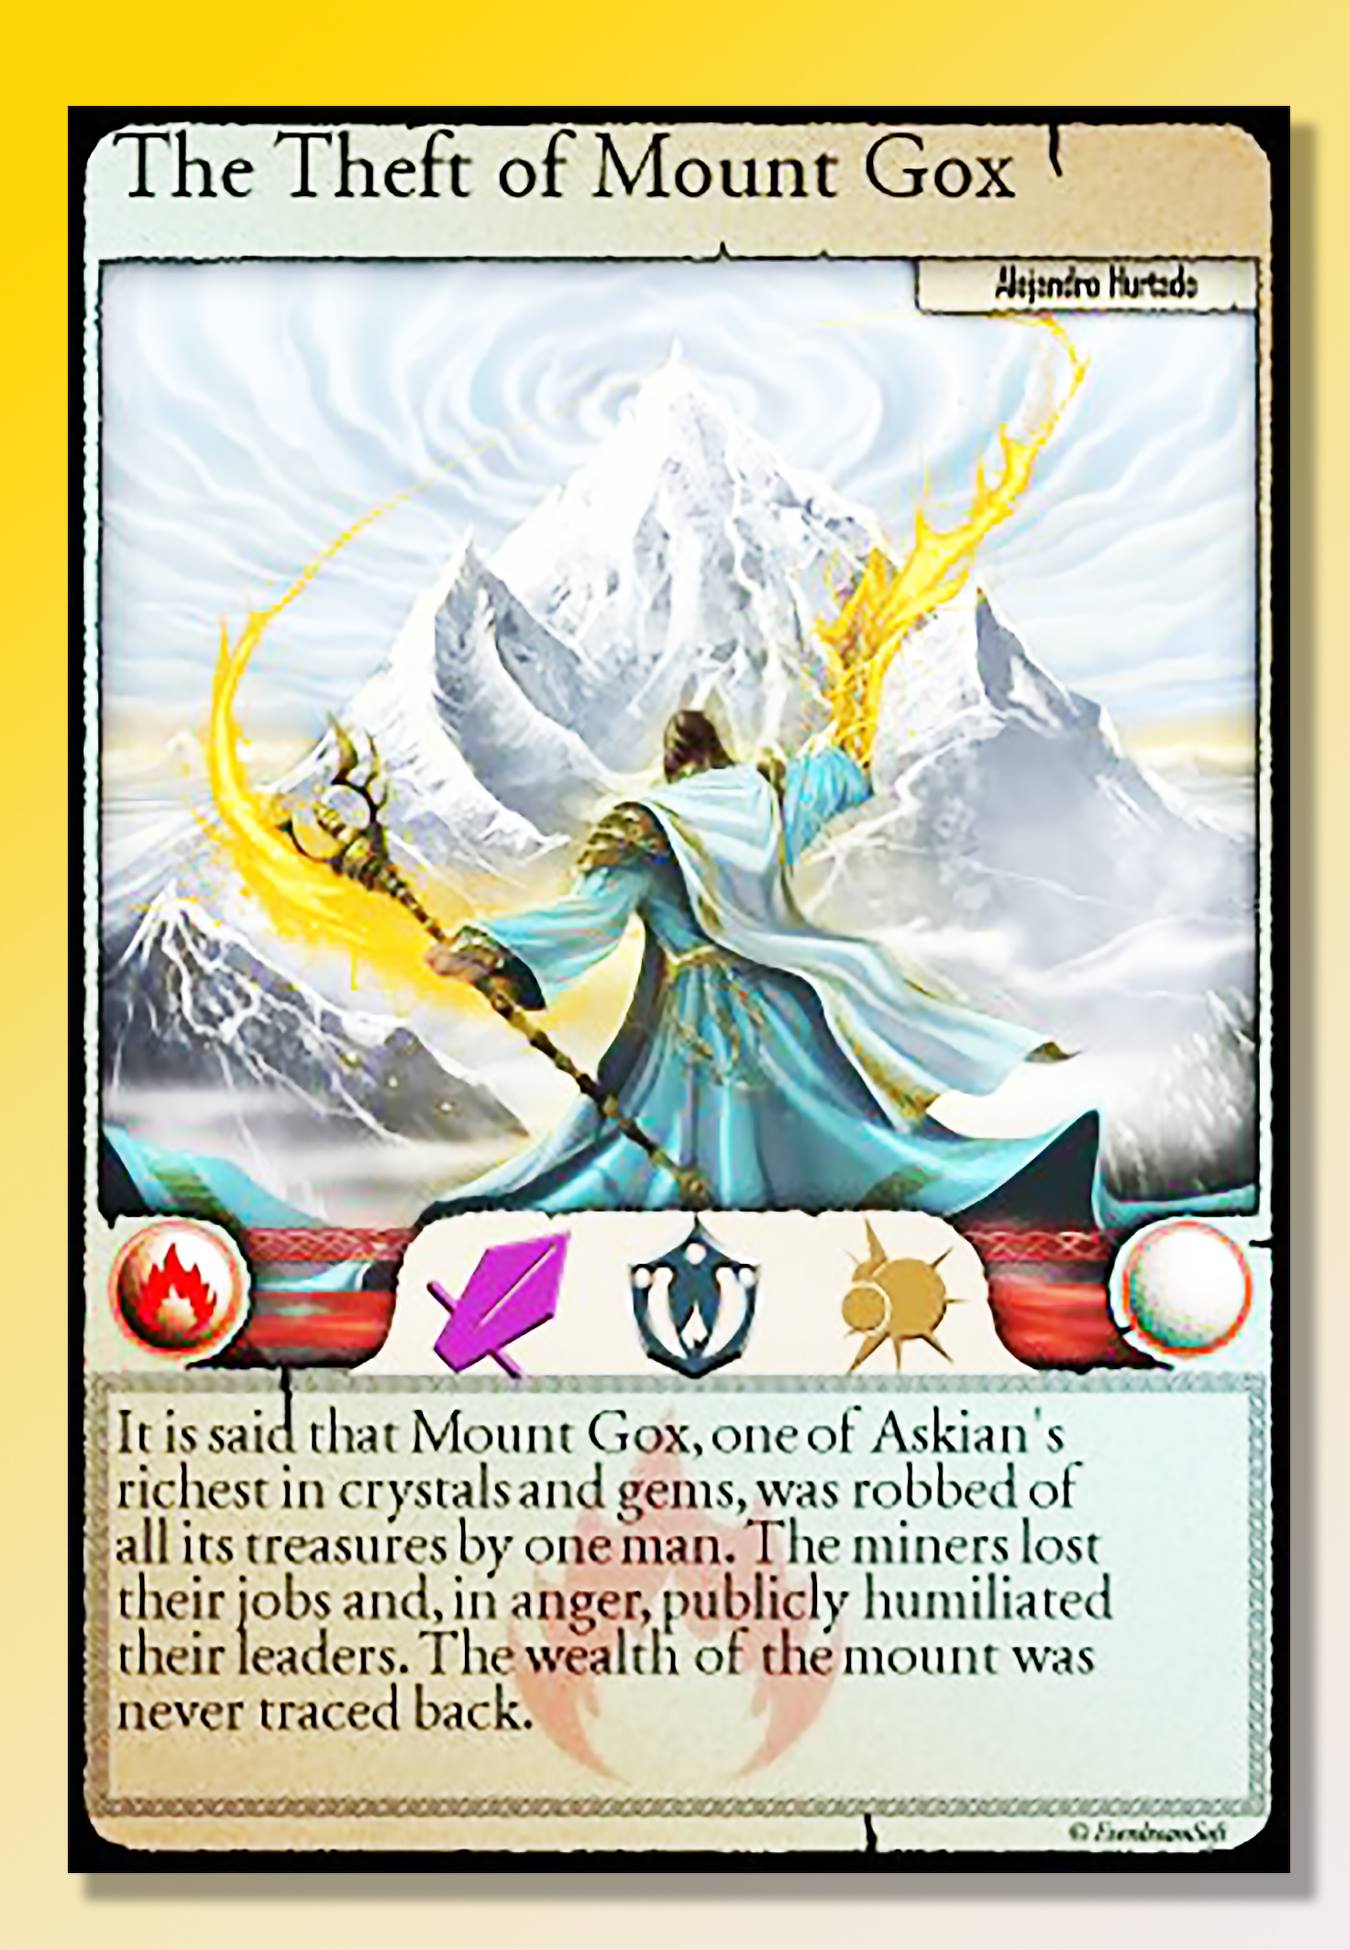 The Theft of Mount Gox
Alejandro Hurtado
It is said that Mount Gox, one of Askian's
richest in crystals and gems, was robbed of
all its treasures by one man. The miners lost
their jobs and, in anger, publicly humiliated
their leaders. The wealth of the mount was
never traced back.
© EverdreamSoft